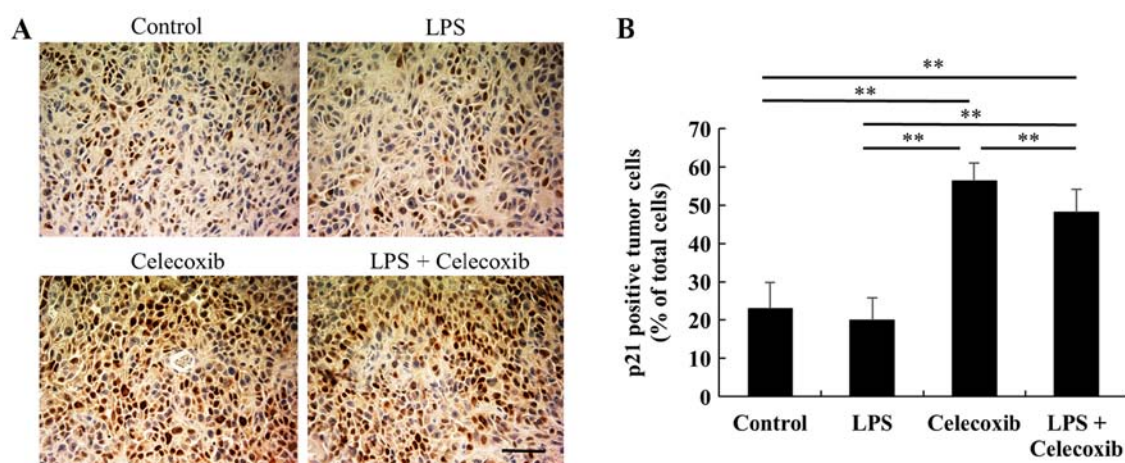 A
Control
LPS
Celecoxib
LPS + Celecoxib
B
**
**
**
**
**
p21 positive tumor cells
(% of total cells)
70
60
50
40
30
20
10
0
Control
LPS
Celecoxib
LPS +
Celecoxib